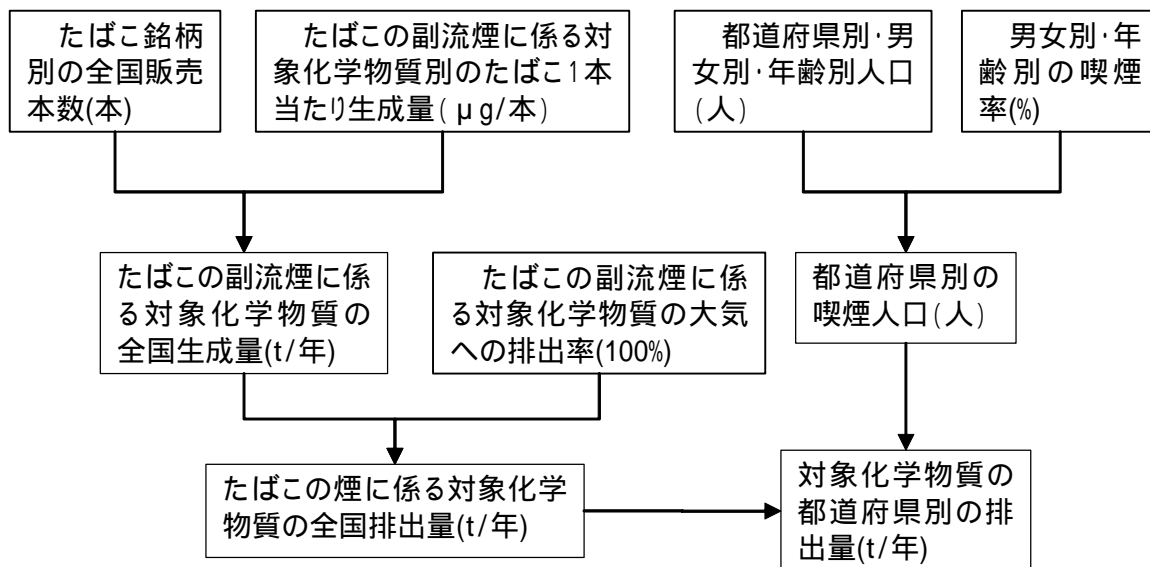 たばこ銘柄
別の全国販売
本数(本)
たばこの副流煙に係る対
象化学物質別のたばこ1本
当たり生成量(μg/本)
都道府県別・男
女別・年齢別人口
(人)
男女別・年
齢別の喫煙
率(%)
たばこの副流煙に係
る対象化学物質の
全国生成量(t/年)
たばこの副流煙に係
る対象化学物質の大気
への排出率(100%)
都道府県別の
喫煙人口(人)
たばこの煙に係る対象化学
物質の全国排出量(t/年)
対象化学物質の
都道府県別の排
出量(t/年)